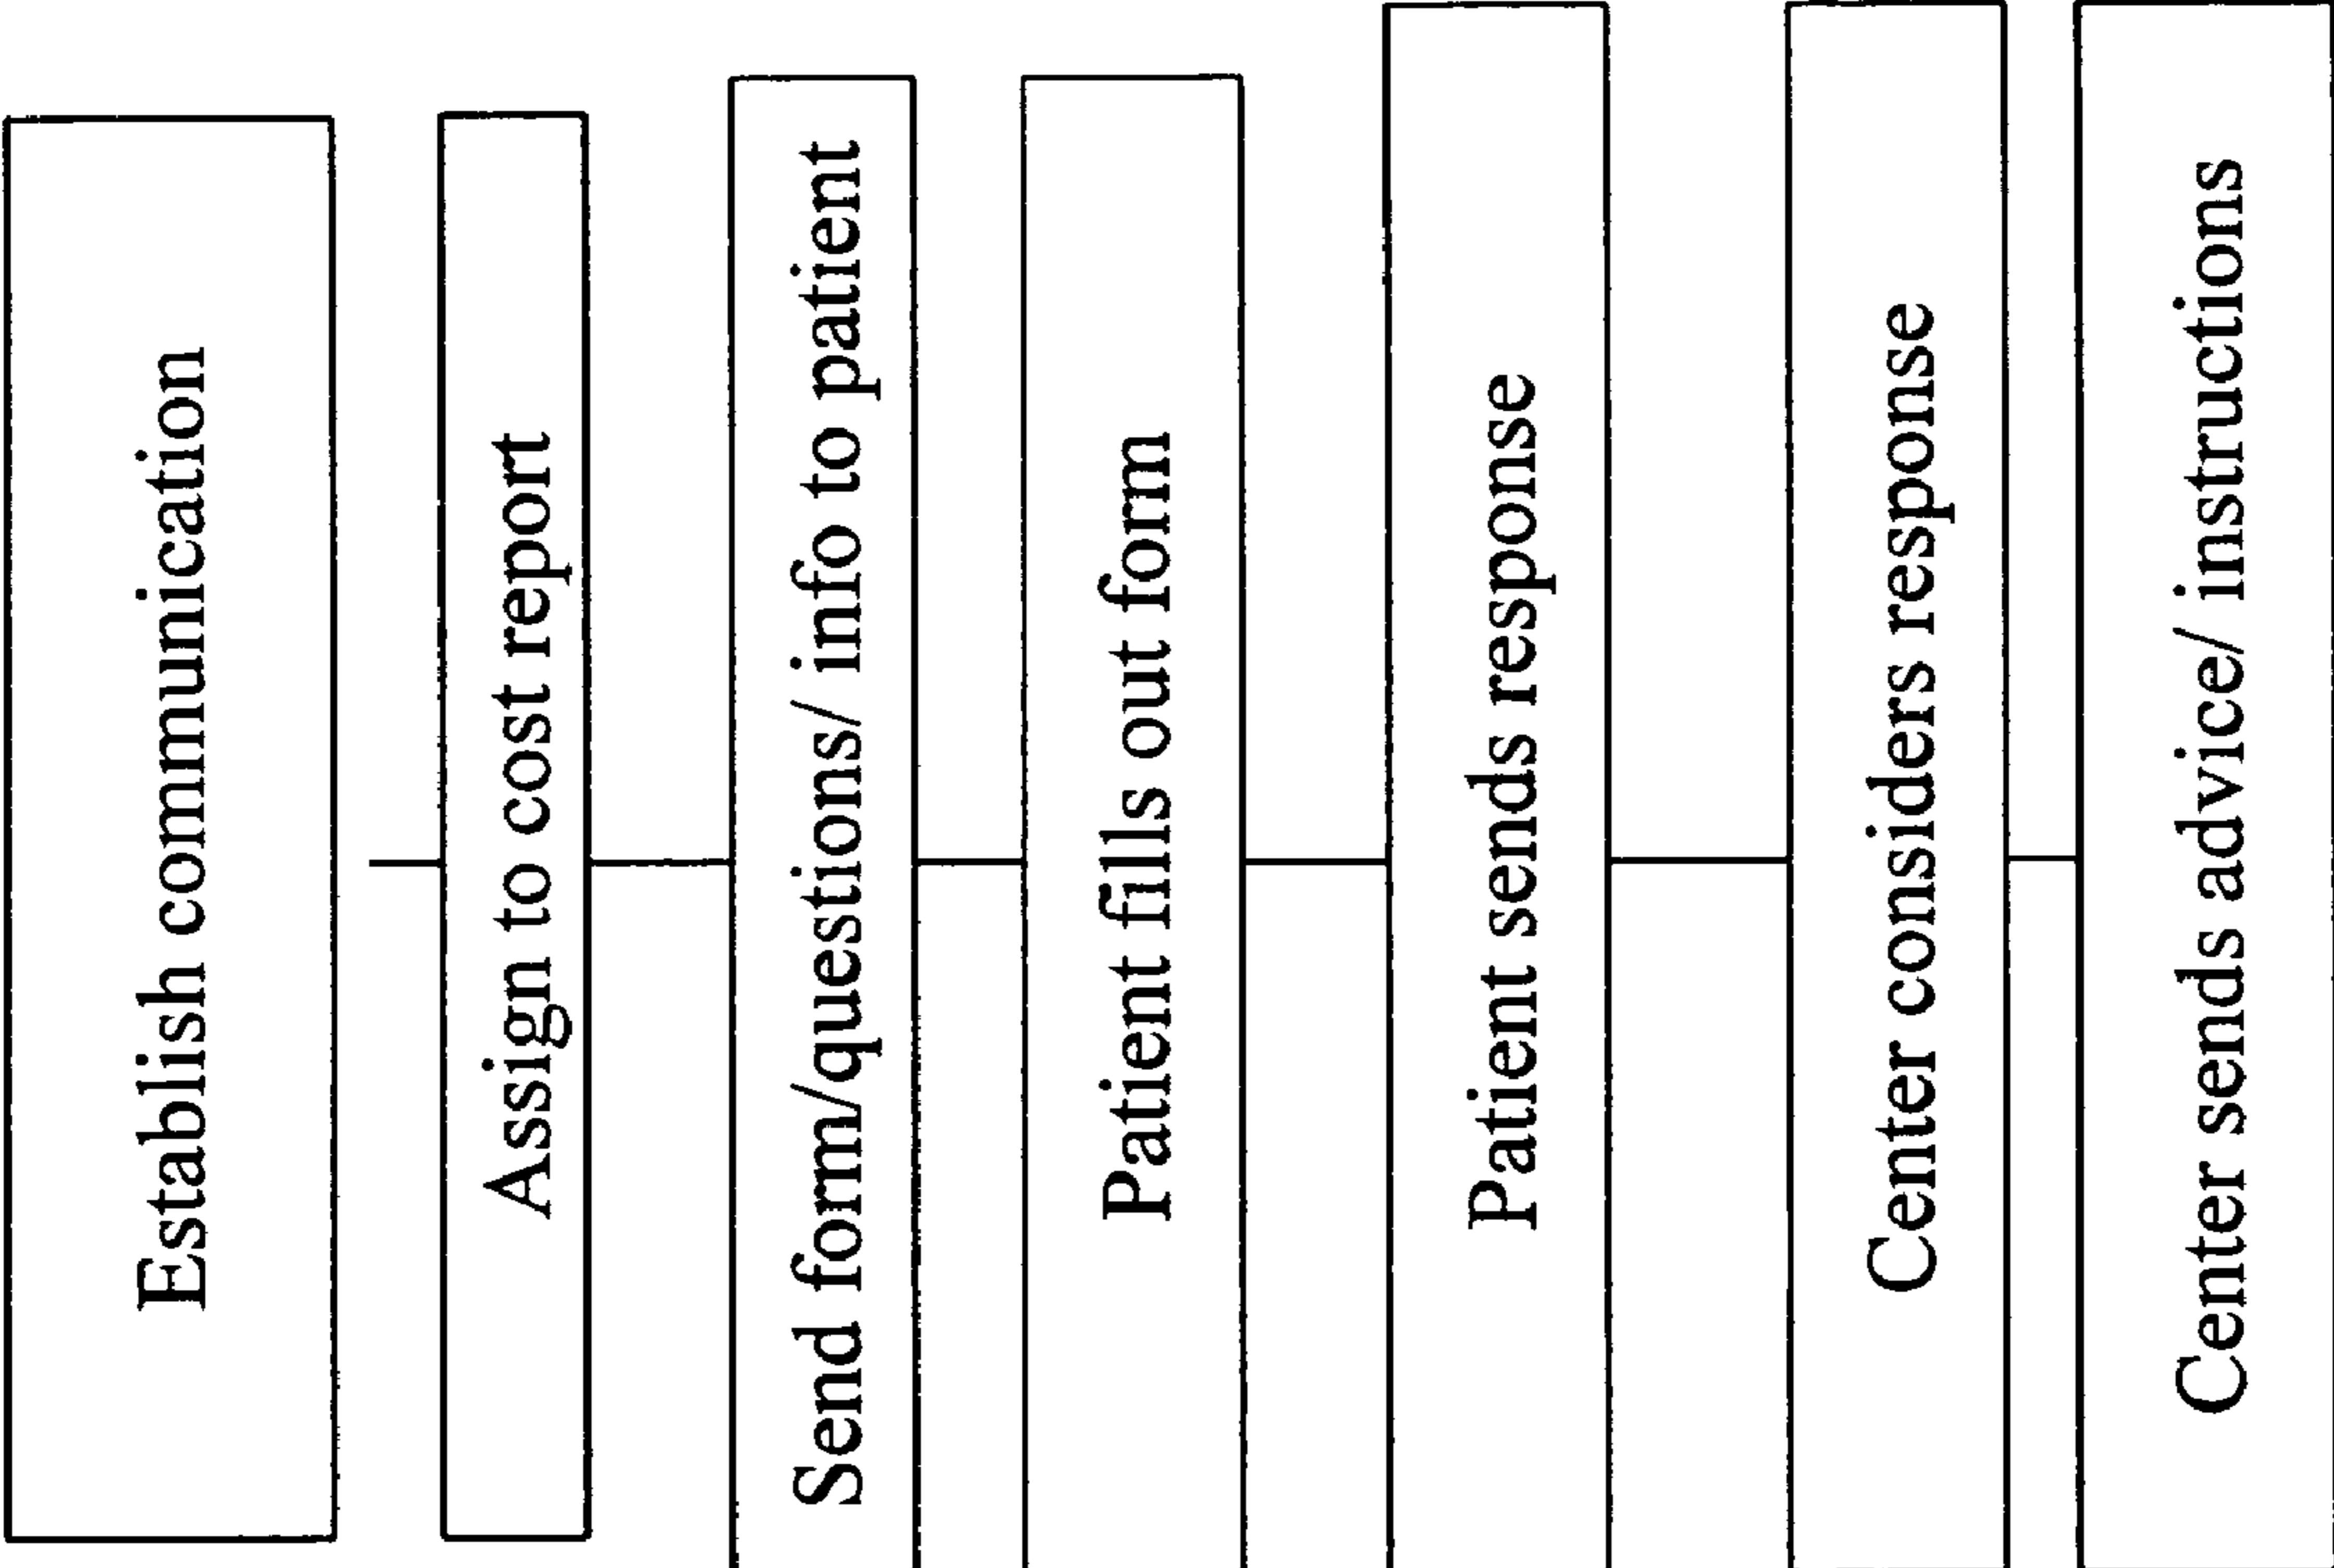 Establish communication
Assign to cost report
Send form/questions/ info to patient
Patient fills out form
Patient sends response
Center considers response
Center sends advice/ instructions